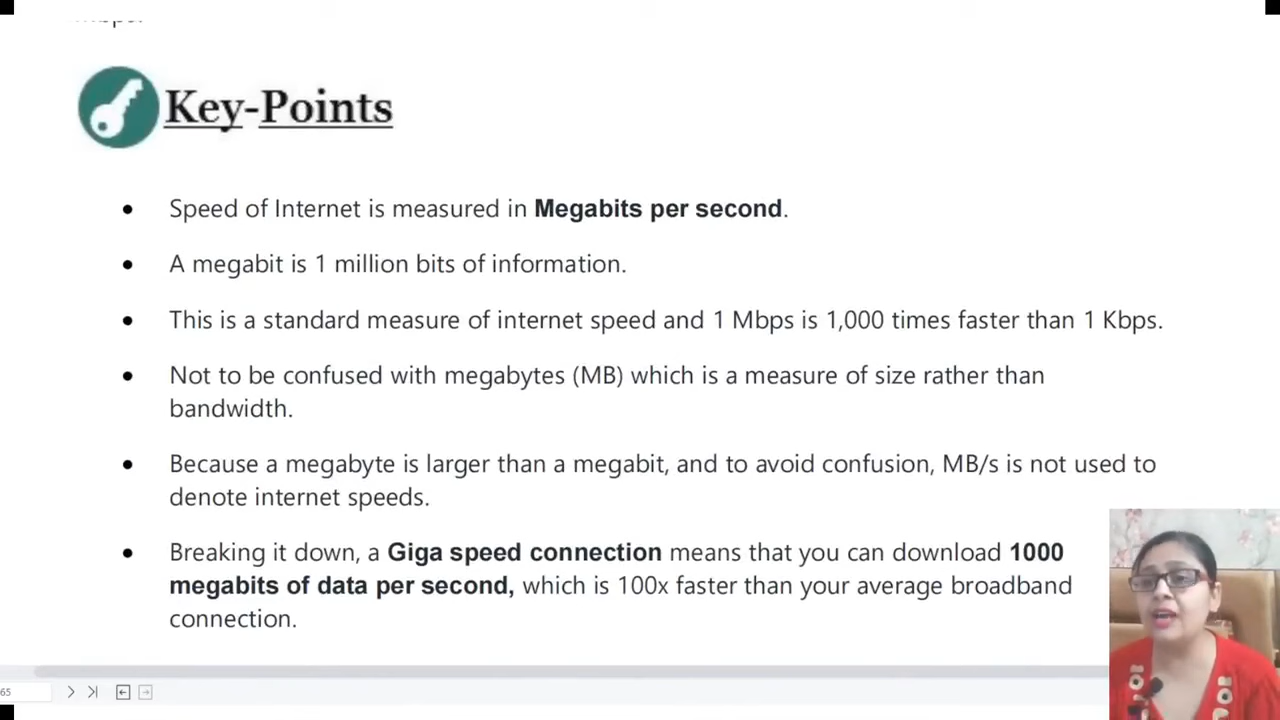 Key-Points
• Speed of Internet is measured in Megabits per second.
• A megabit is 1 million bits of information.
• This is a standard measure of internet speed and 1 Mbps is 1,000 times faster than 1 Kbps.
• Not to be confused with megabytes (MB) which is a measure of size rather than
bandwidth.
• Because a megabyte is larger than a megabit, and to avoid confusion, MB/s is not used to
denote internet speeds.
• Breaking it down, a Giga speed connection means that you can download 1000
megabits of data per second, which is 100x faster than your average broadband
connection.
65